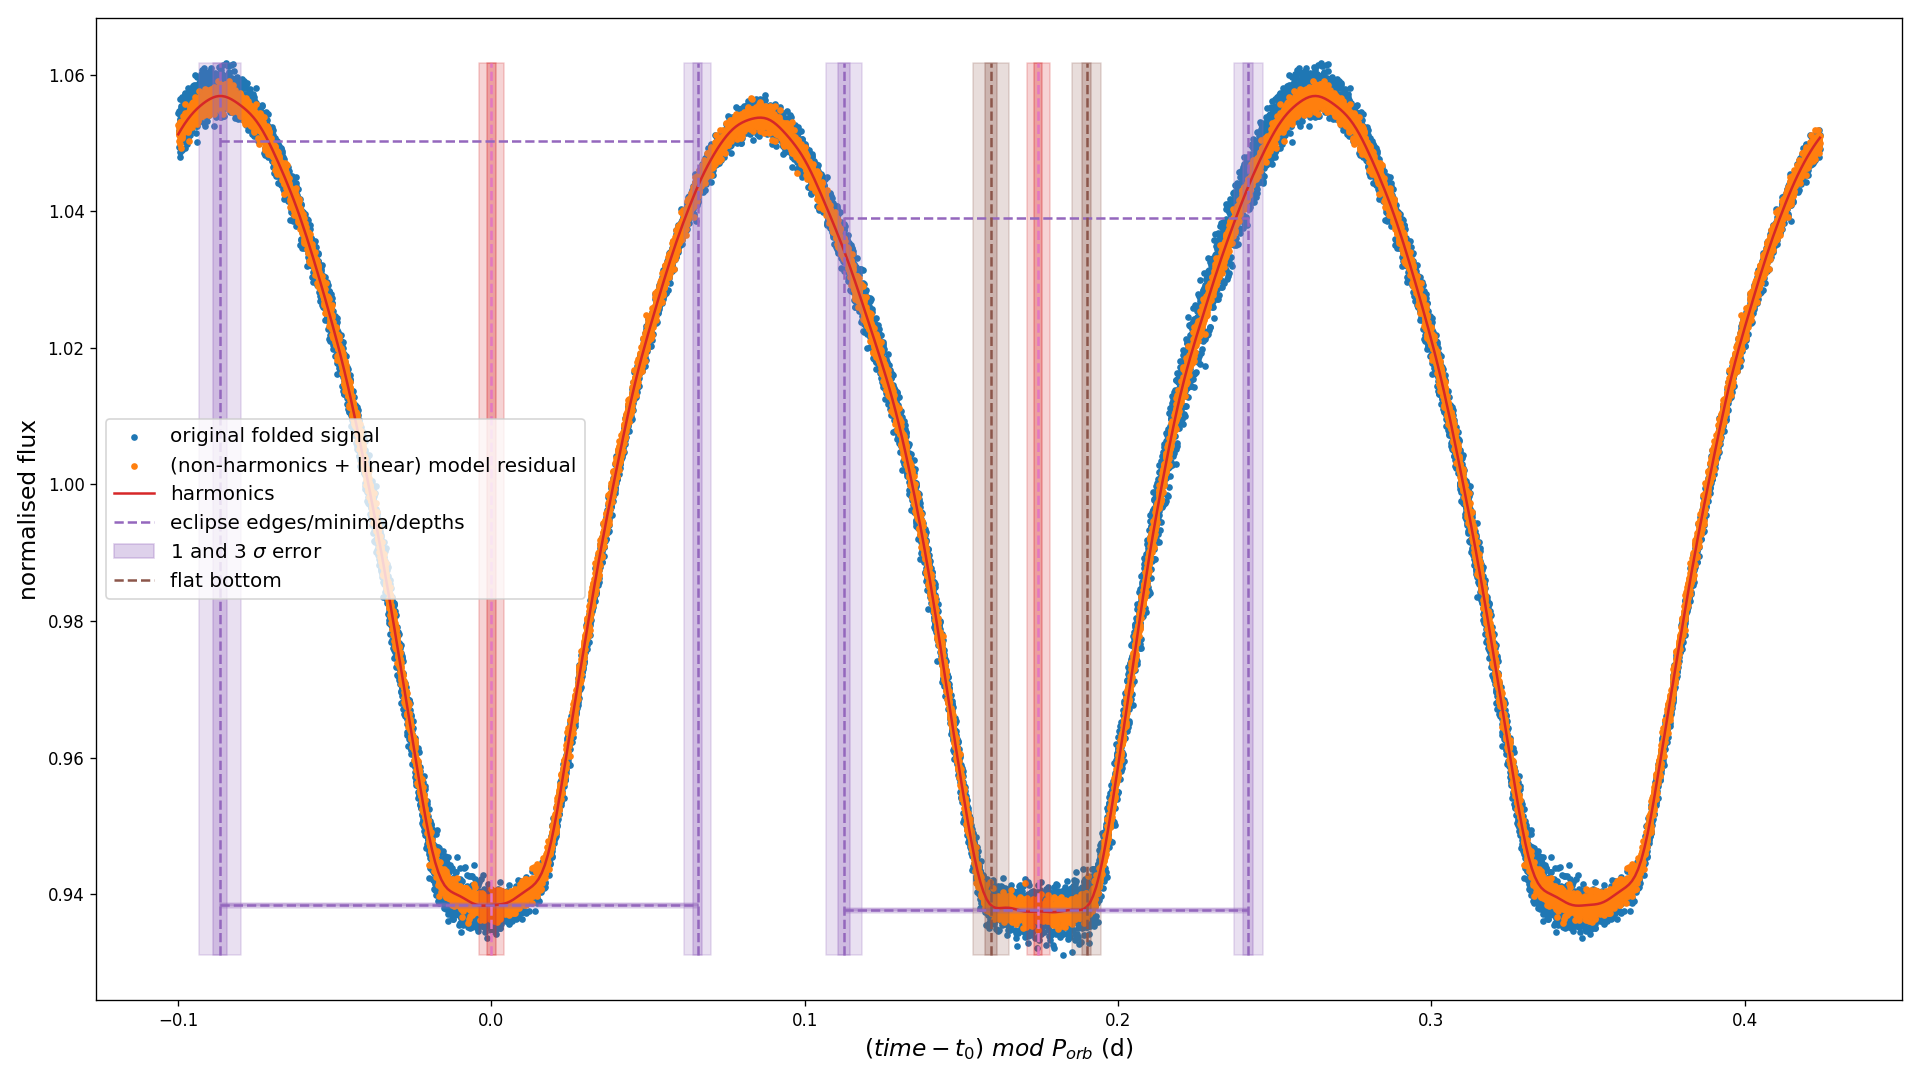 1.06
1.04
1.02
1.00
0.98
0.96
0.94
normalised flux
original folded signal
(non-harmonics + linear) model residual
harmonics
eclipse edges/minima/depths
1 and 3 σ error
flat bottom
−0.1 0.0 0.1 0.2 0.3 0.4
(time − t₀) mod P_orb (d)